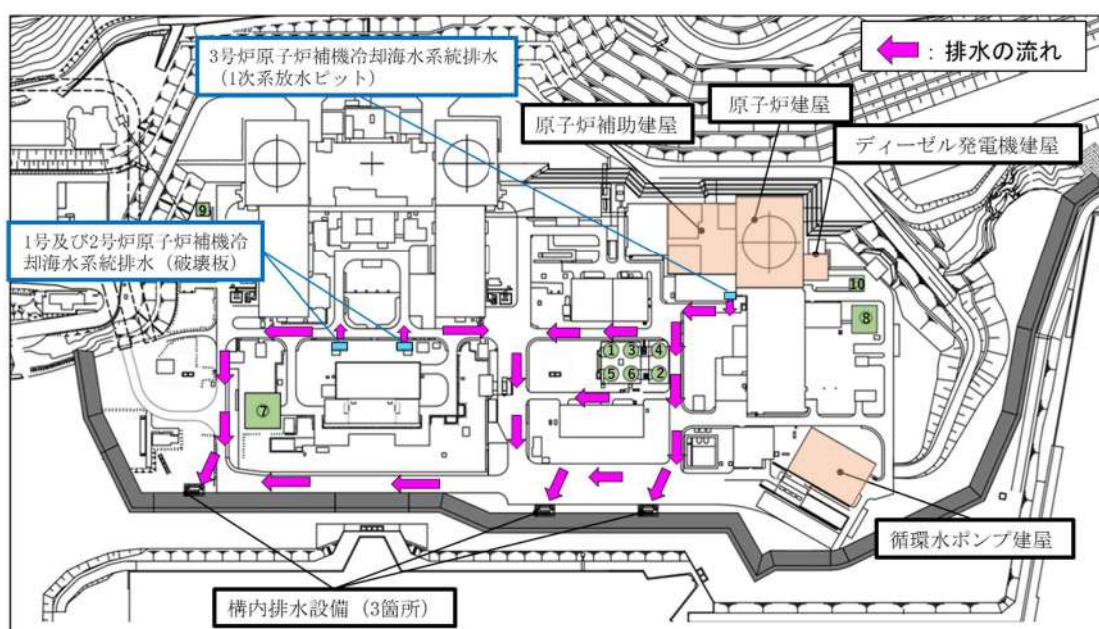 3号炉原子炉補機冷却海水系統排水
（1次系放水ピット）
：排水の流れ
原子炉建屋
原子炉補助建屋
ディーゼル発電機建屋
⑨
1号及び2号炉原子炉補機冷
却海水系統排水（破壊板）
⑩
⑧
①
③
④
⑤
⑥
②
⑦
循環水ポンプ建屋
構内排水設備（3箇所）